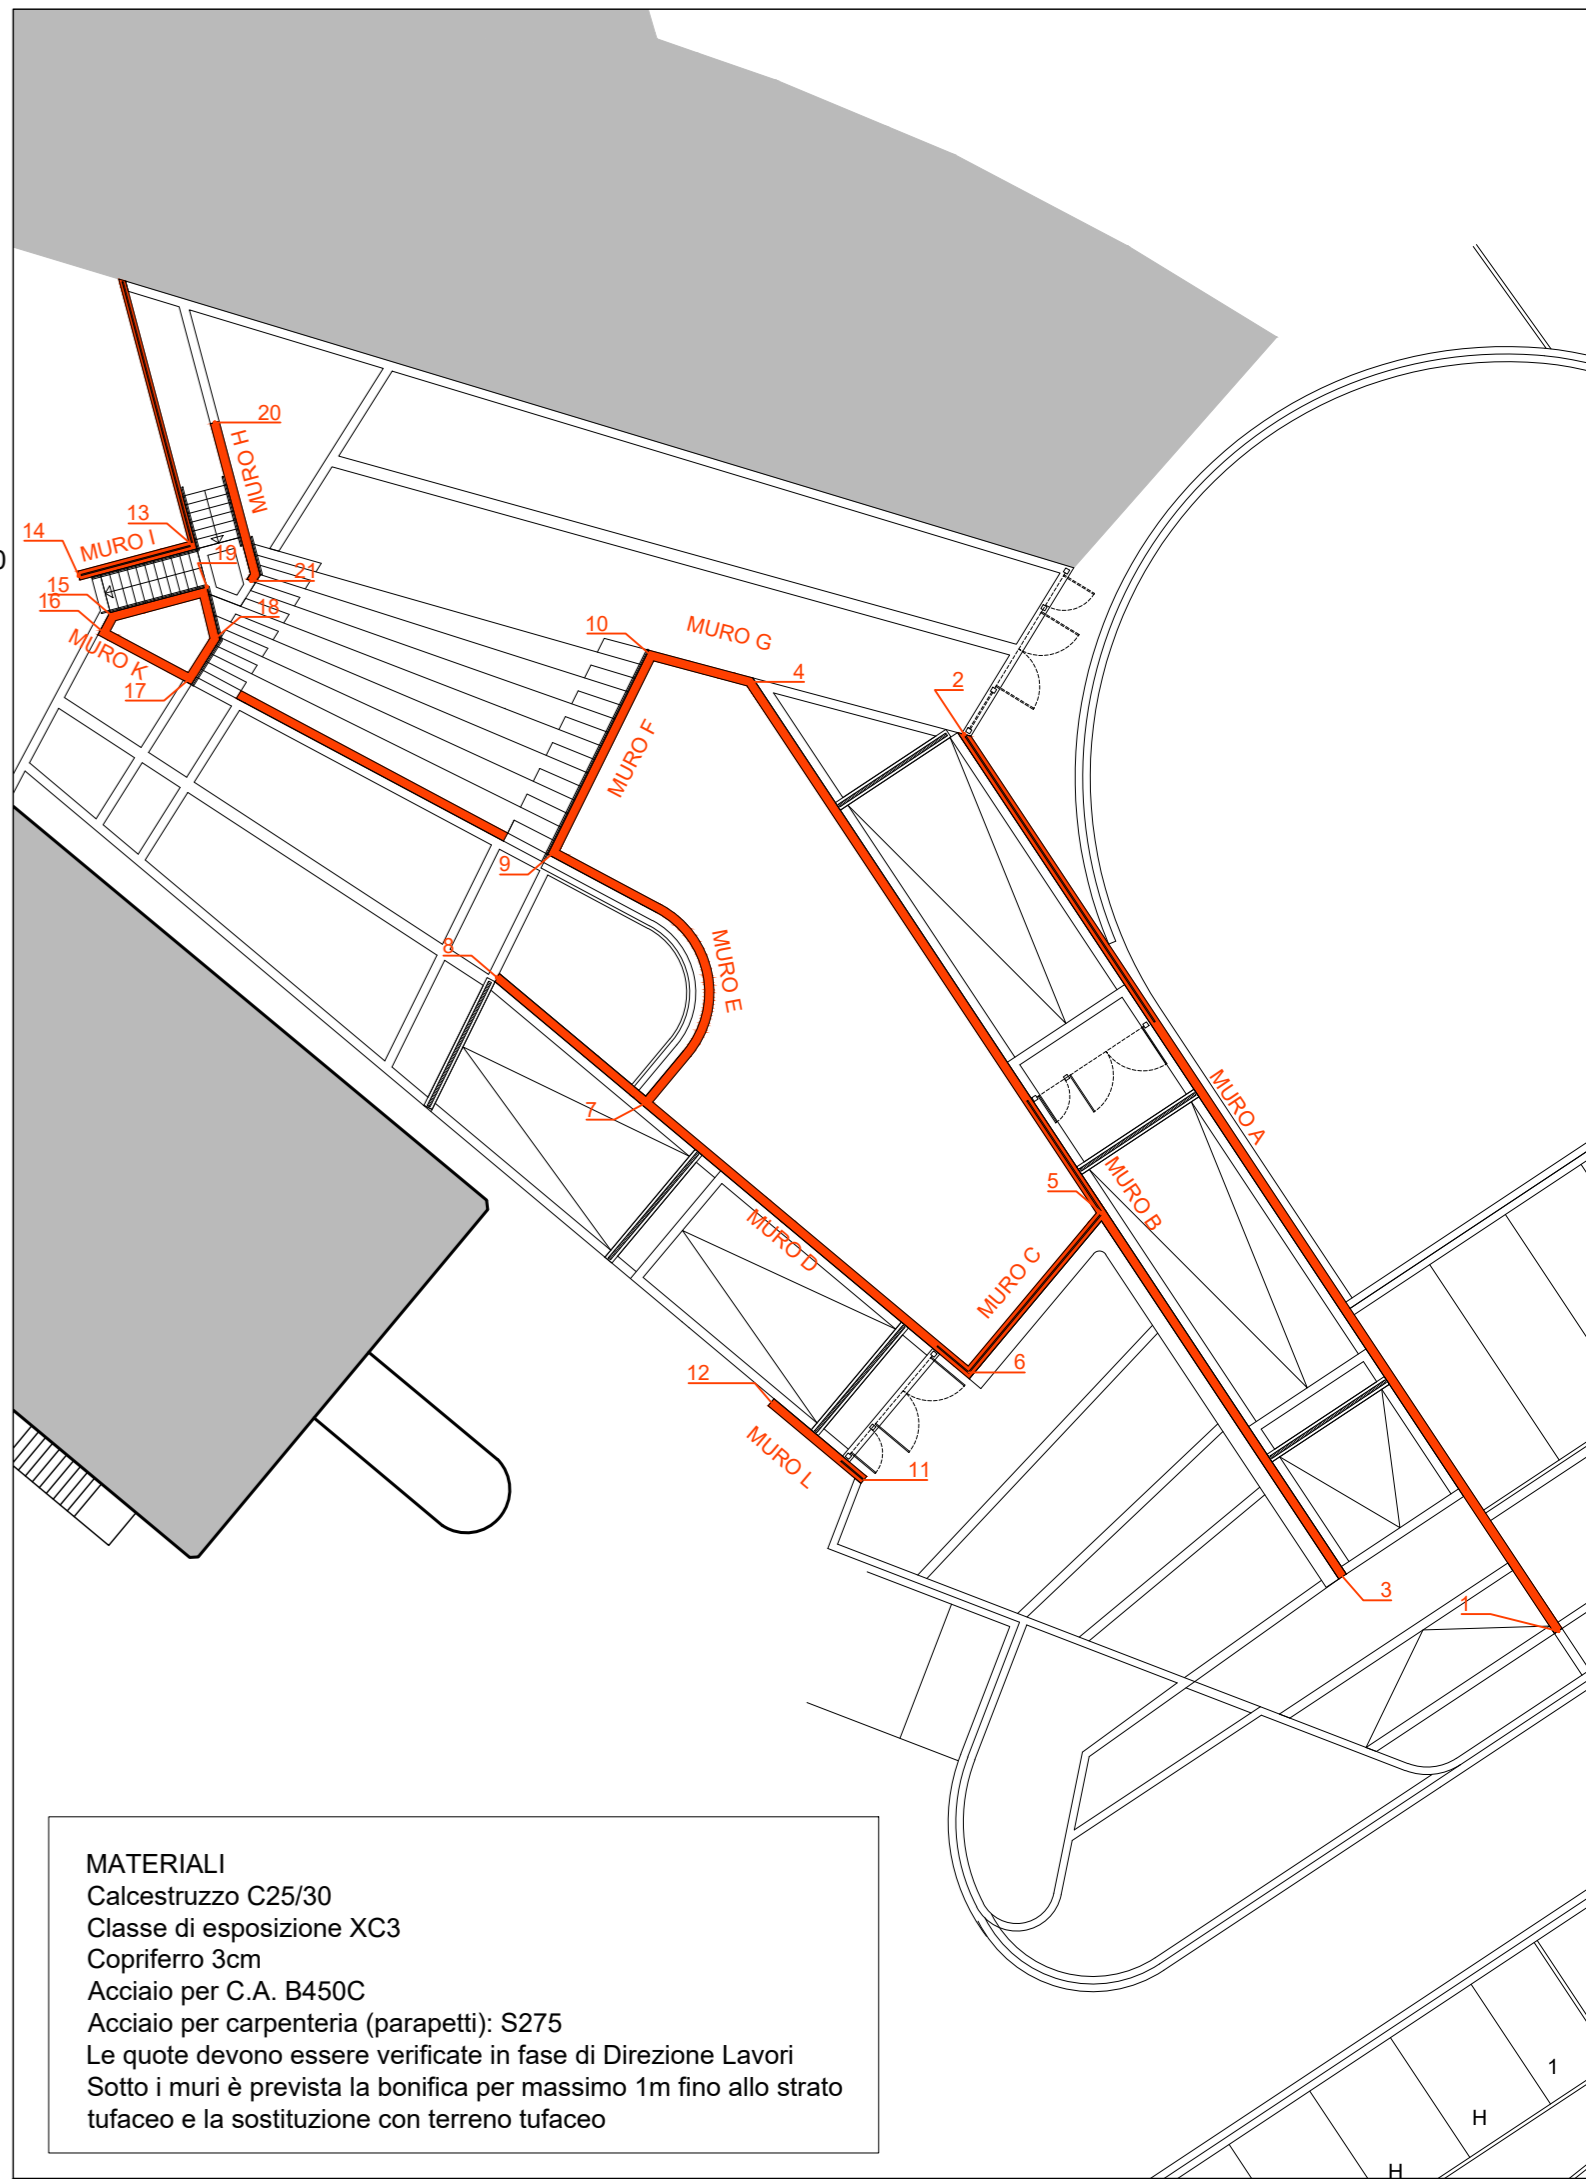 20
MURO H
13
14
MURO I
0
19
15
21
16
18
MURO K
10
MURO G
17
4
2
MURO F
9
8
MURO E
7
MURO A
5
MURO B
MURO D
MURO C
6
12
MURO L
11
3
1
MATERIALI
Calcestruzzo C25/30
Classe di esposizione XC3
Copriferro 3cm
Acciaio per C.A. B450C
Acciaio per carpenteria (parapetti): S275
Le quote devono essere verificate in fase di Direzione Lavori
Sotto i muri è prevista la bonifica per massimo 1m fino allo strato
tufaceo e la sostituzione con terreno tufaceo
1
H
H